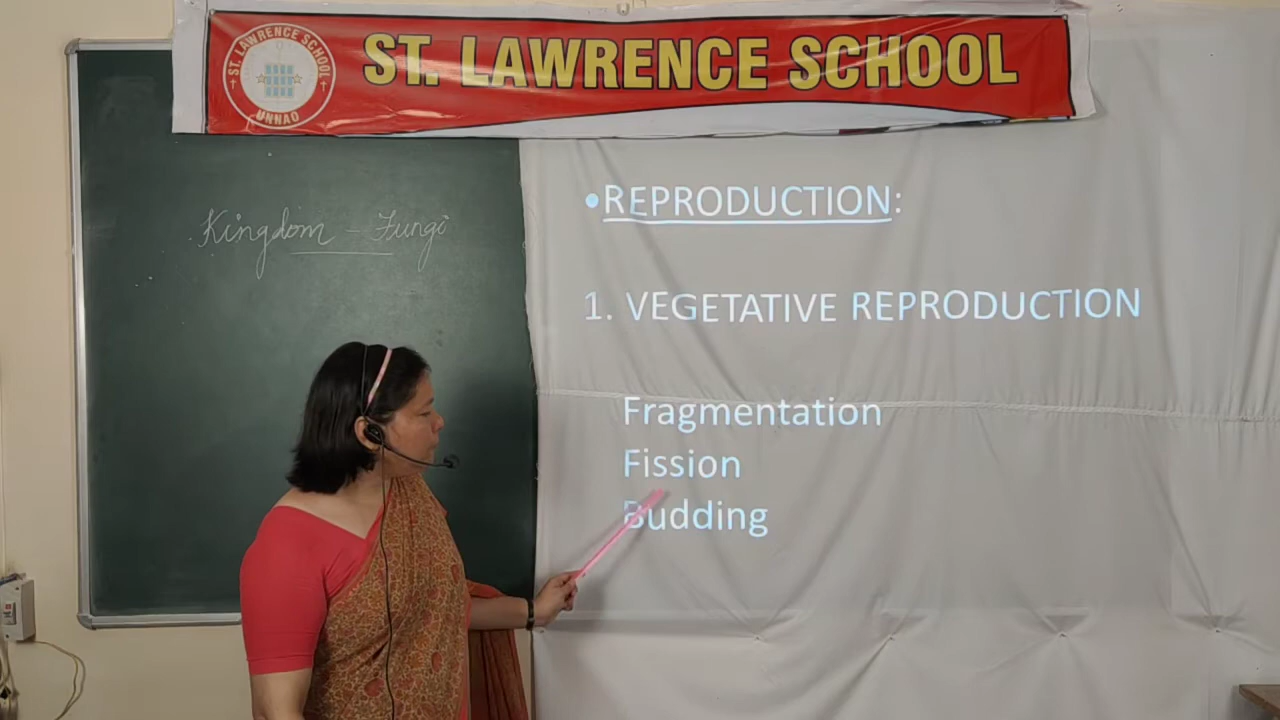 ST. LAWRENCE SCHOOL
ST. LAWRENCE SCHOOL
UNNAO
Kingdom - Fungi
•REPRODUCTION:
1. VEGETATIVE REPRODUCTION
Fragmentation
Fission
Budding